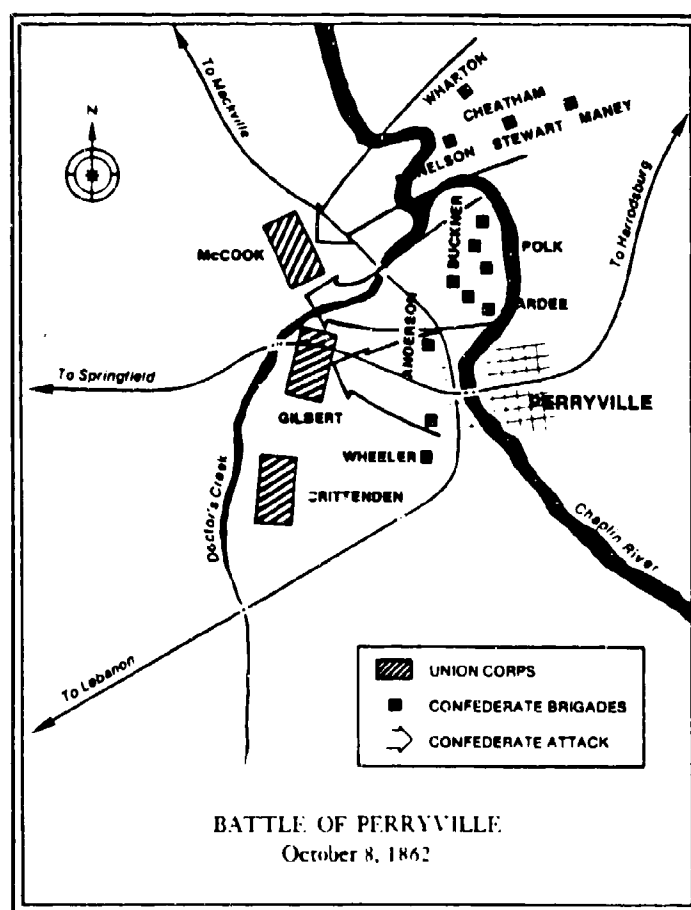 To Mackville
N
WHARTON
CHEATHAM
NELSON
STEWART
MANEY
To Harrodsburg
McCOOK
BUCKNER
POLK
ARDEE
ANDERSON
To Springfield
PERRYVILLE
GILBERT
WHEELER
CRITTENDEN
Doctor's Creek
Chaplin River
To Lebanon
UNION CORPS
CONFEDERATE BRIGADES
CONFEDERATE ATTACK
BATTLE OF PERRYVILLE
October 8, 1862